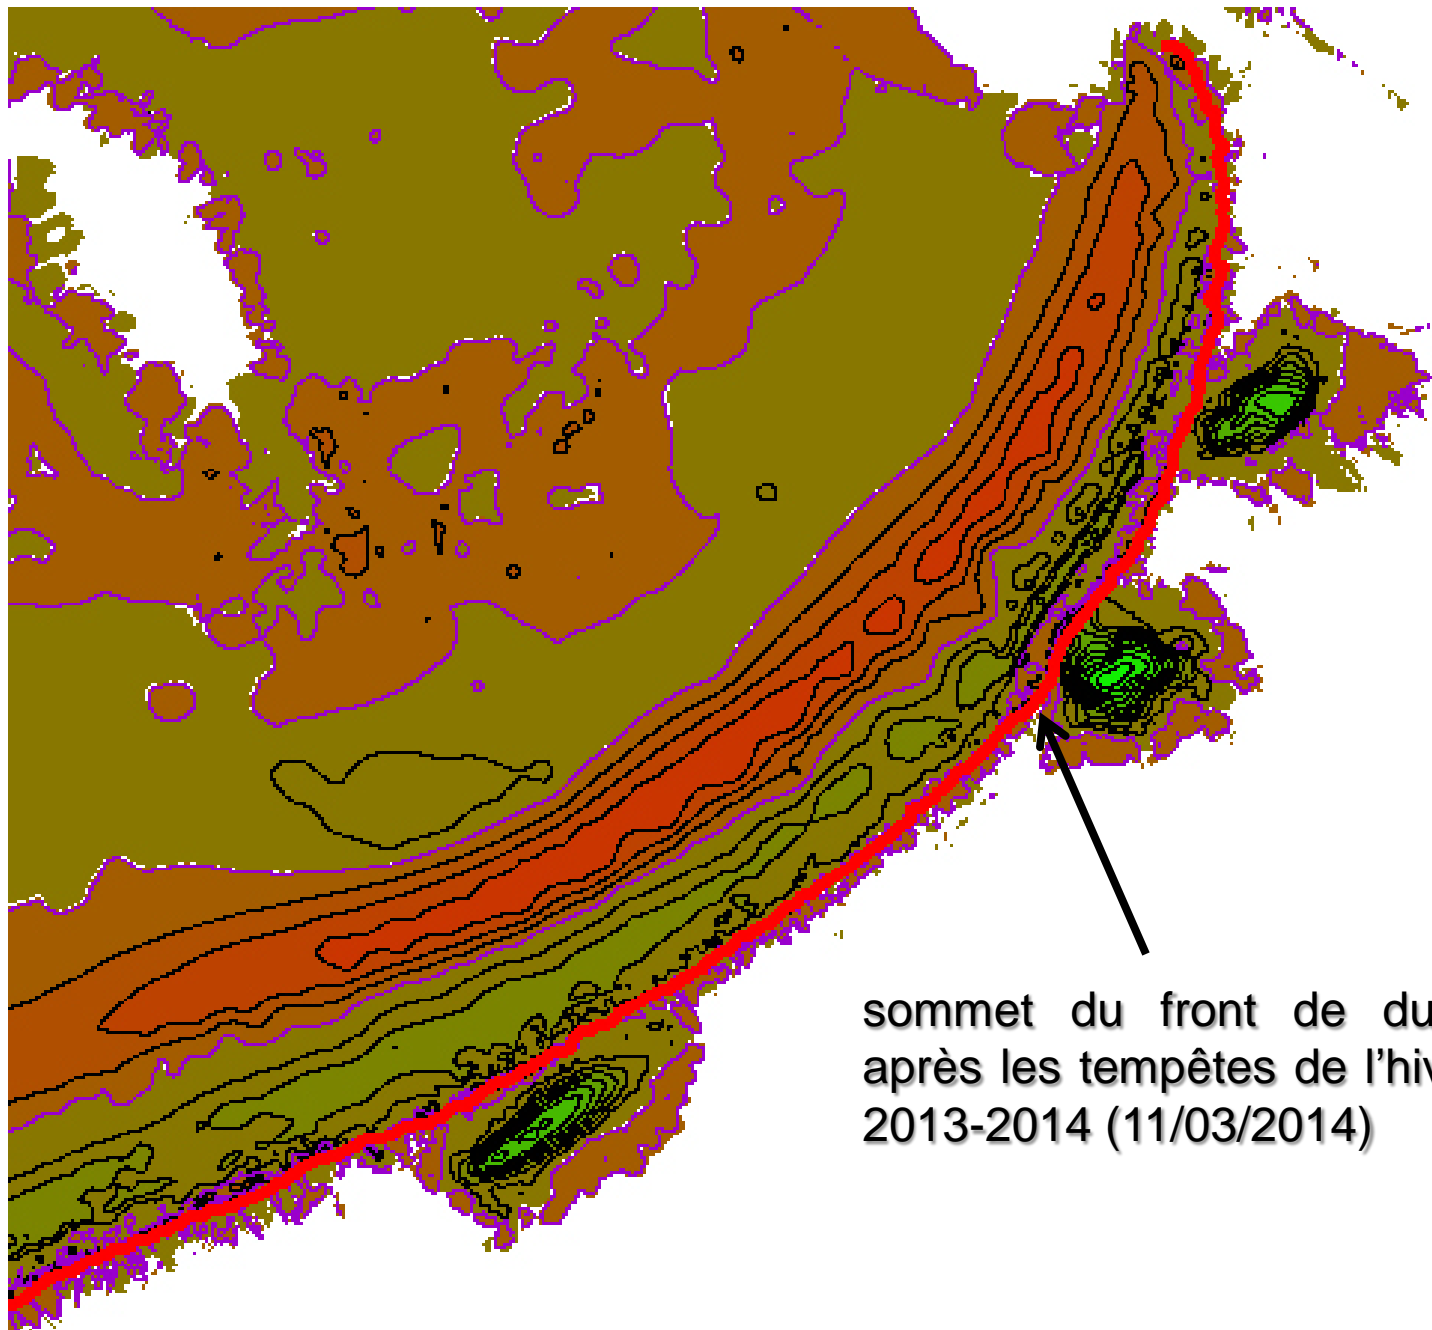 sommet du front de du
après les tempêtes de l’hiv
2013-2014 (11/03/2014)